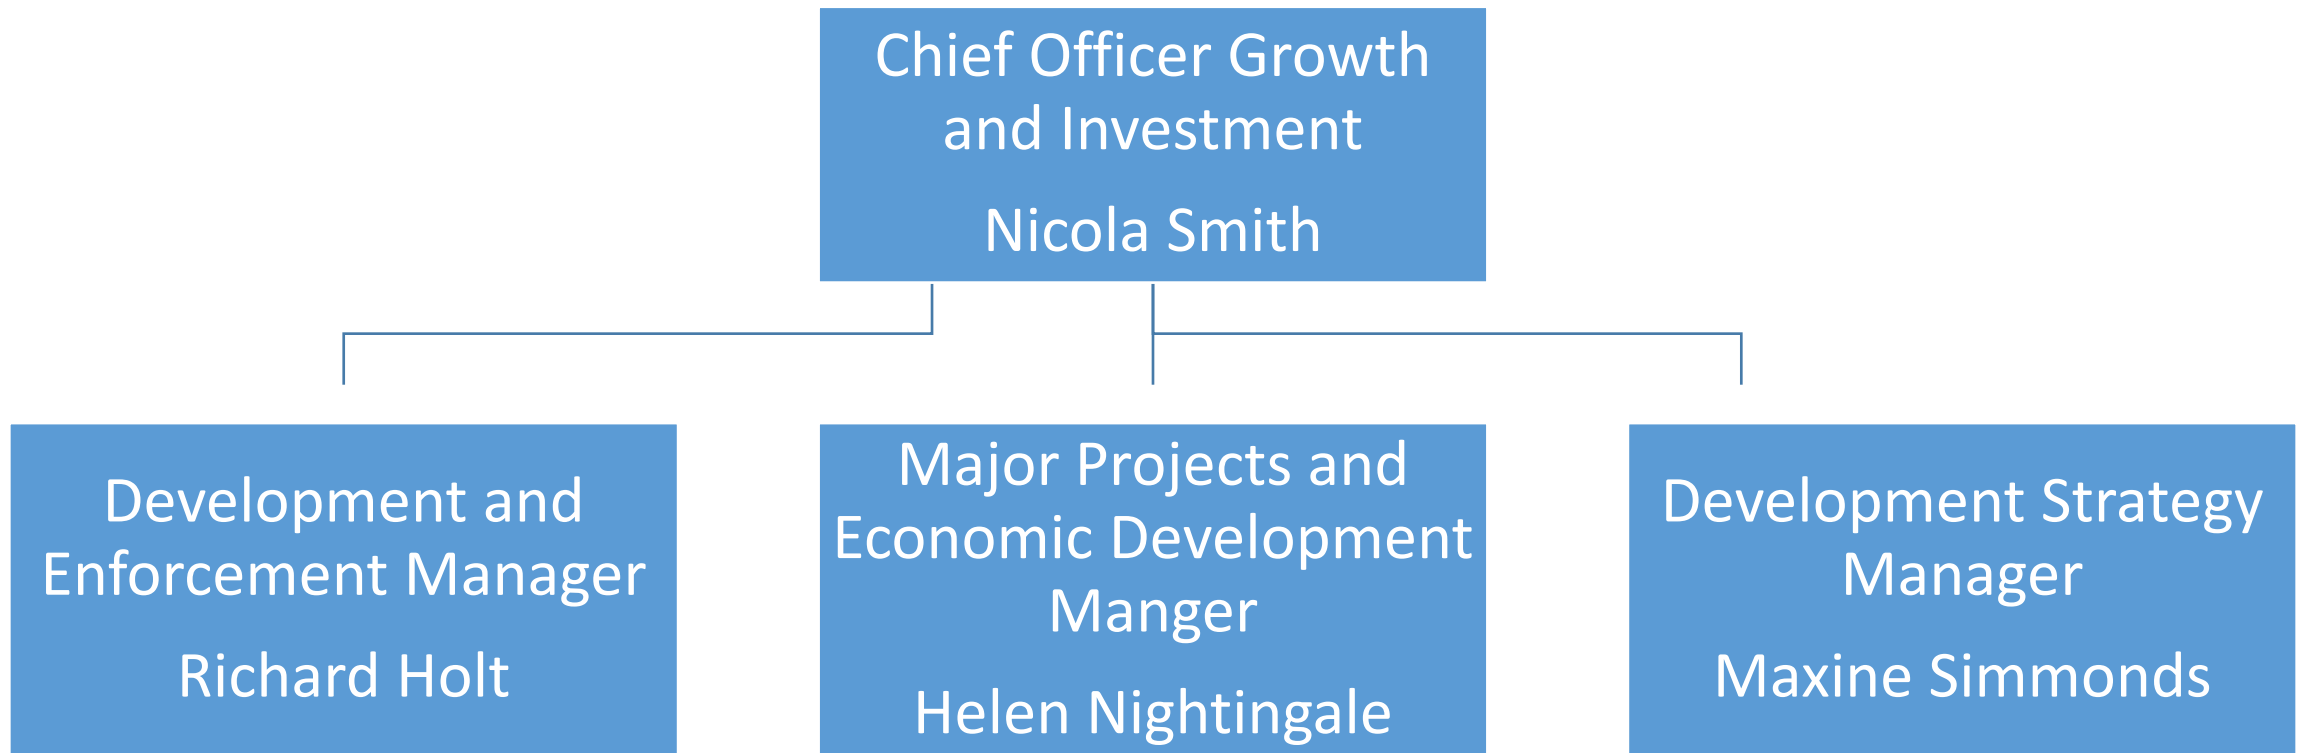 Chief Officer Growth
and Investment
Nicola Smith
Development and
Enforcement Manager
Richard Holt
Major Projects and
Economic Development
Manger
Helen Nightingale
Development Strategy
Manager
Maxine Simmonds